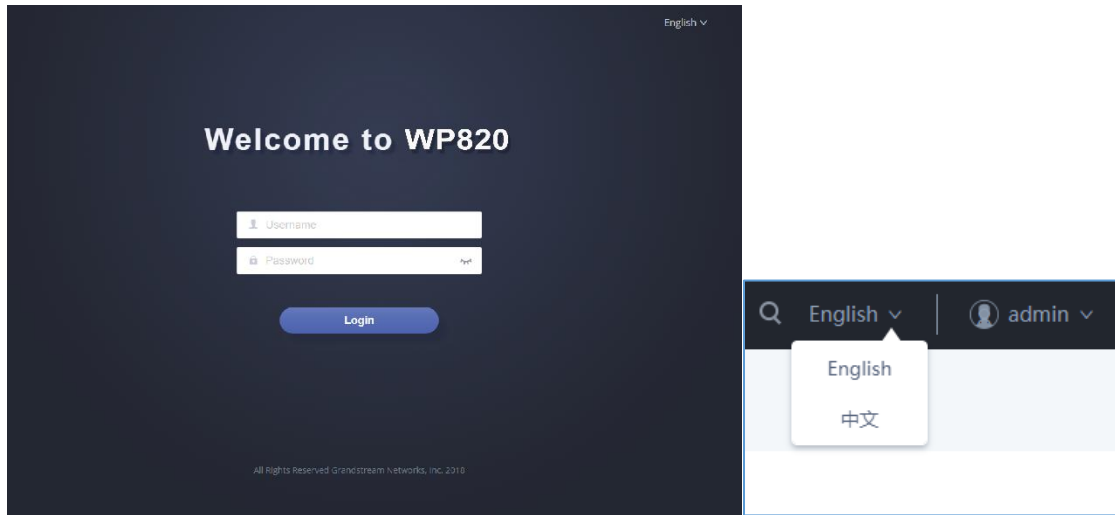 English
Welcome to WP820
Username
Password
Login
All Rights Reserved Grandstream Networks, Inc. 2018
English
admin
English
中文